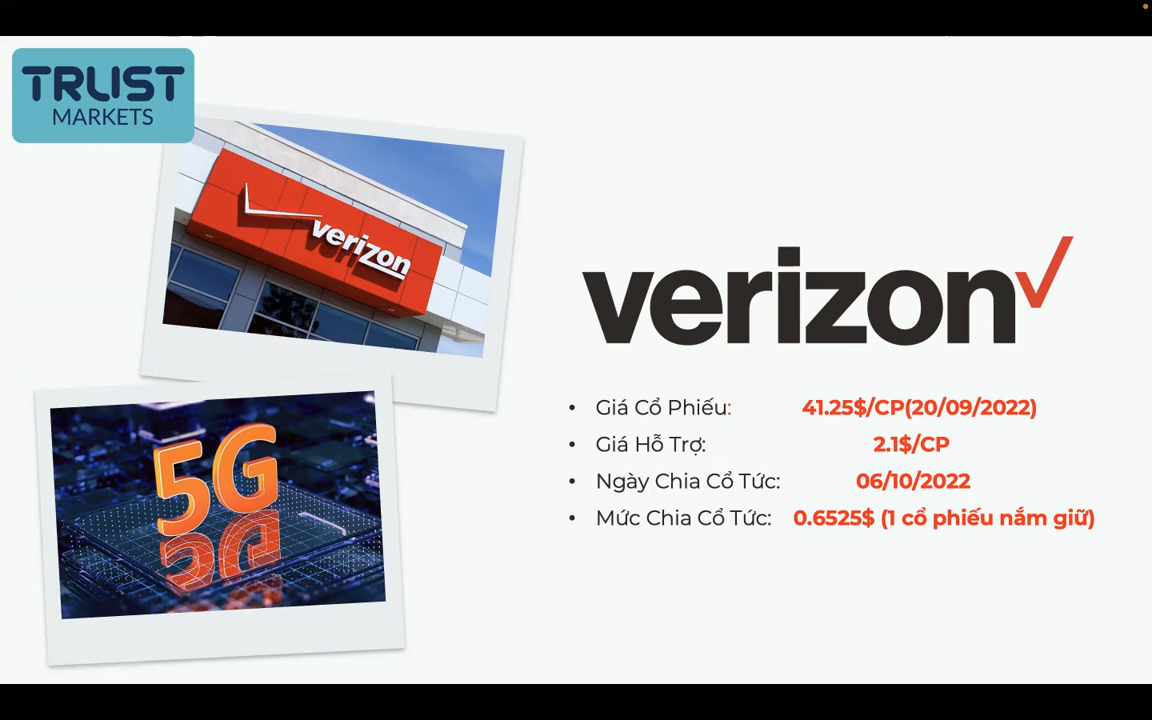 TRUST
MARKETS
verizon
verizon
5G
Giá Cổ Phiếu: 41.25$/CP(20/09/2022)
Giá Hỗ Trợ: 2.1$/CP
Ngày Chia Cổ Tức: 06/10/2022
Mức Chia Cổ Tức: 0.6525$ (1 cổ phiếu nắm giữ)